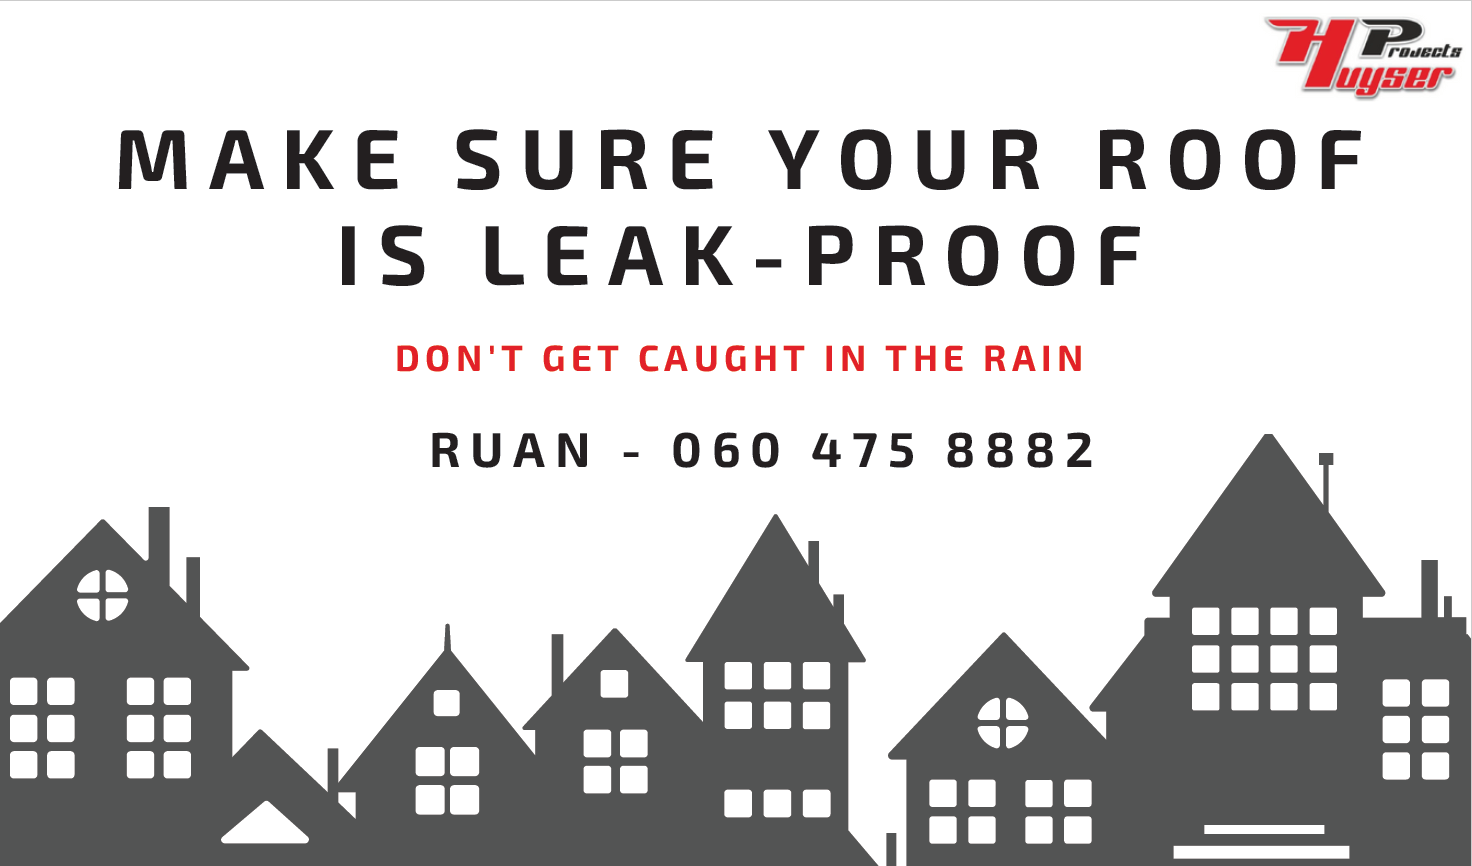 H Projects
Huyser
MAKE SURE YOUR ROOF
IS LEAK-PROOF
DON'T GET CAUGHT IN THE RAIN
RUAN - 060 475 8882